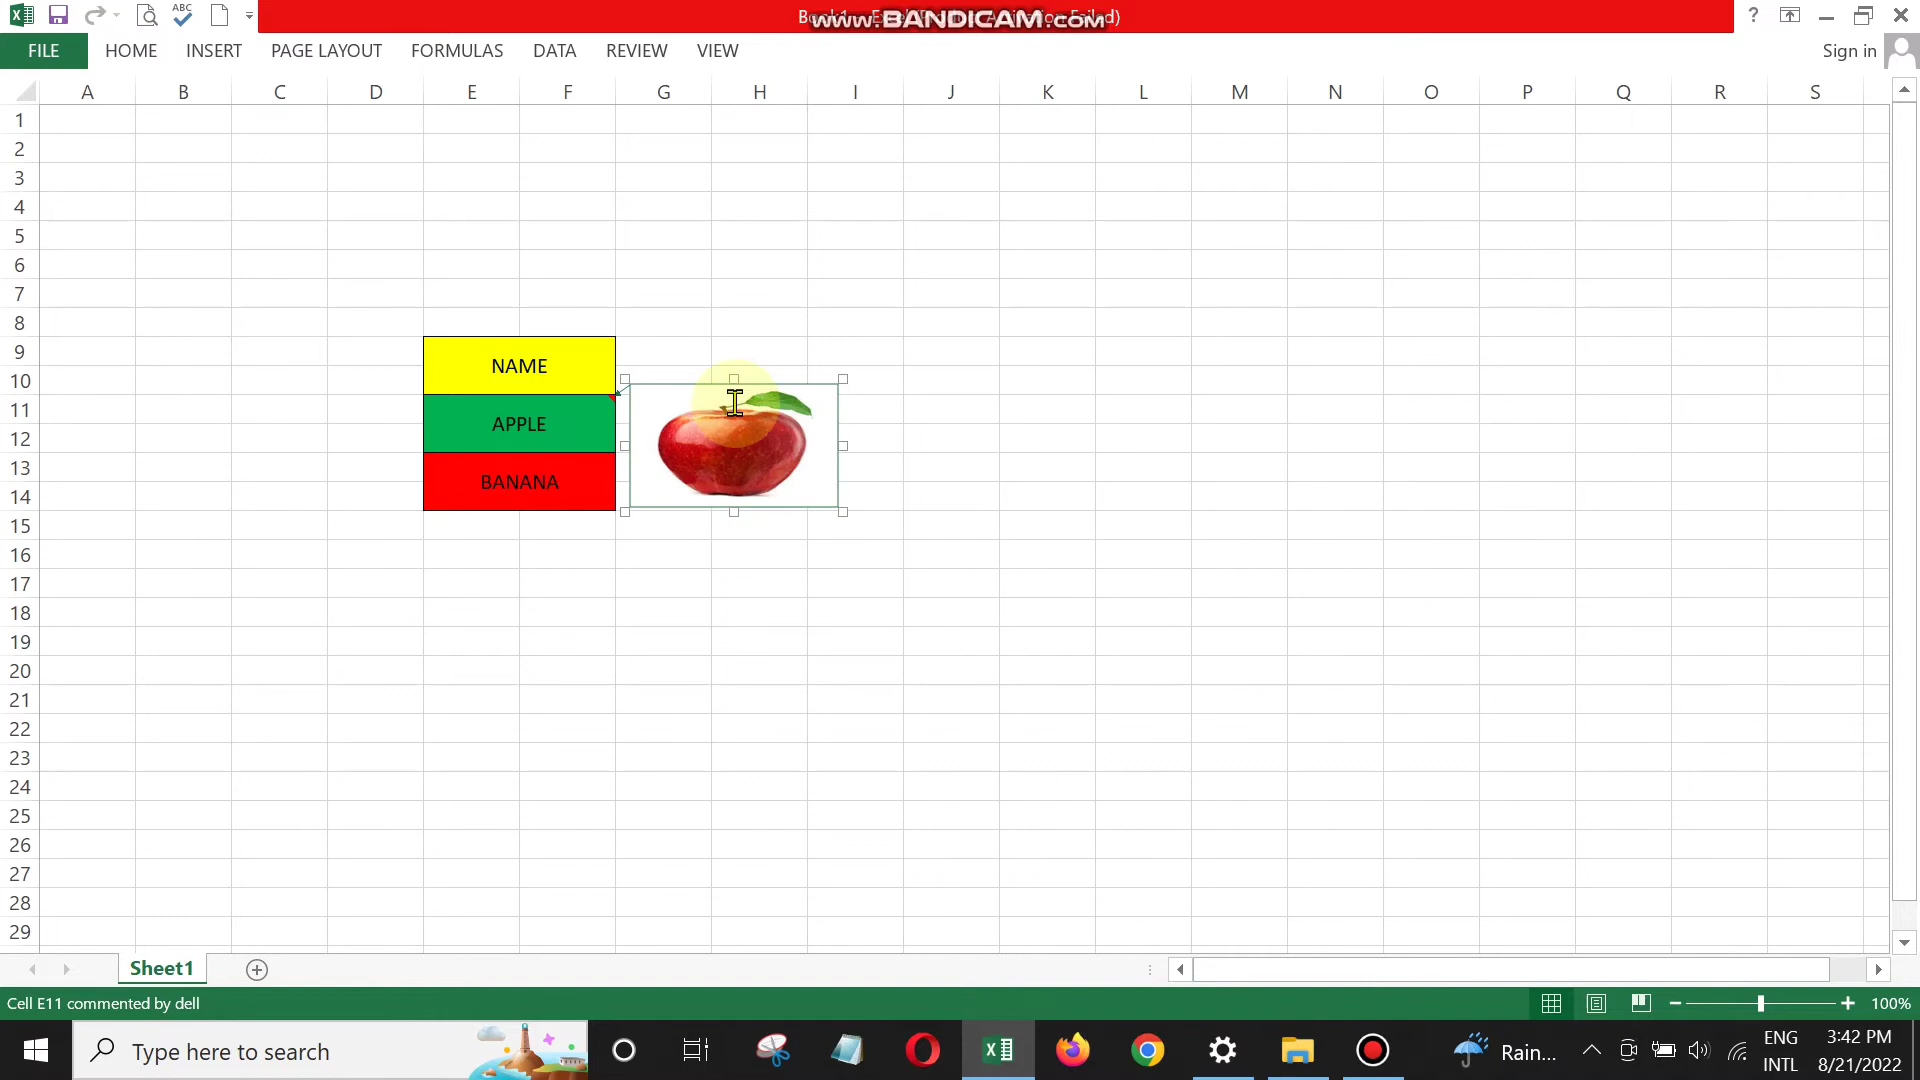 ABC
www.BANDICAM.com
?
FILE HOME INSERT PAGE LAYOUT FORMULAS DATA REVIEW VIEW Sign in
A B C D E F G H I J K L M N O P Q R S
1
2
3
4
5
6
7
8
9
10
11
12
13
14
15
16
17
18
19
20
21
22
23
24
25
26
27
28
29
NAME
APPLE
BANANA
Sheet1
Cell E11 commented by dell
100%
Type here to search
Rain...
ENG
INTL
3:42 PM
8/21/2022